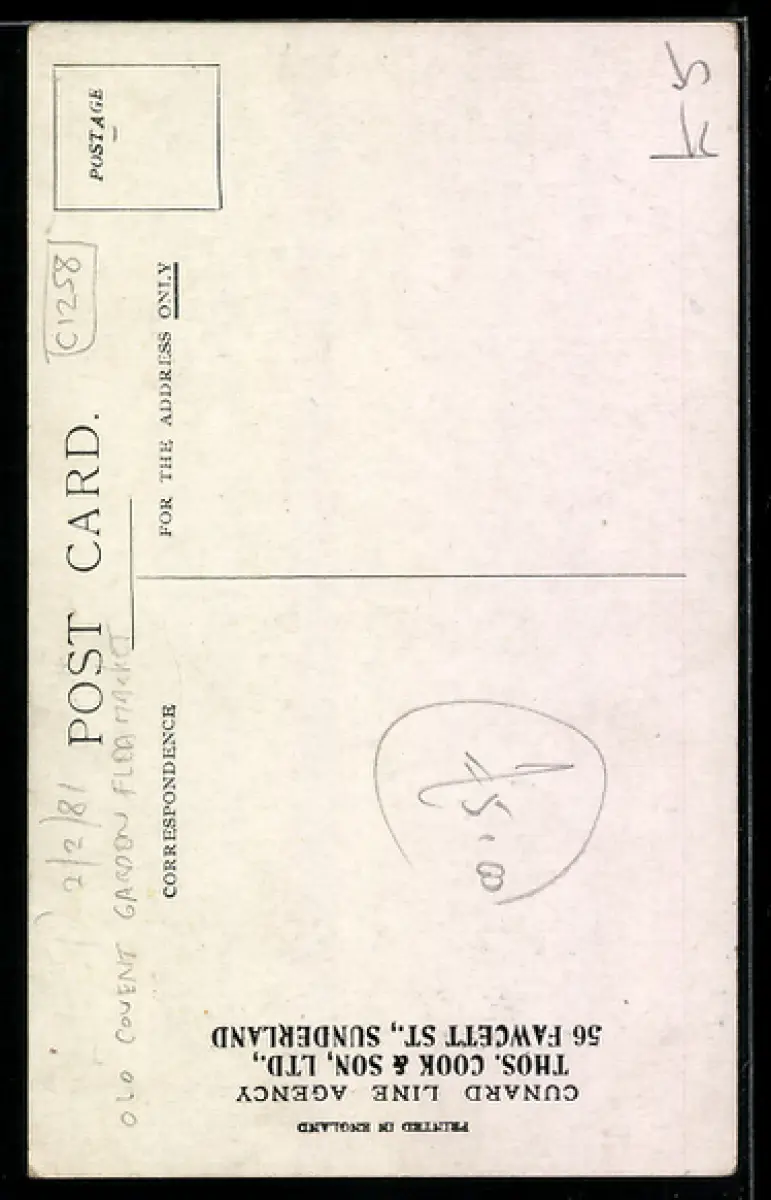 POST CARD.
C1258
POSTAGE
2/2/81
OLD COVENT GARDEN FLEA MARKET
CORRESPONDENCE
FOR THE ADDRESS ONLY
CUNARD LINE AGENCY
THOS. COOK & SON, LTD.,
56 FAWCETT ST., SUNDERLAND
PRINTED IN ENGLAND